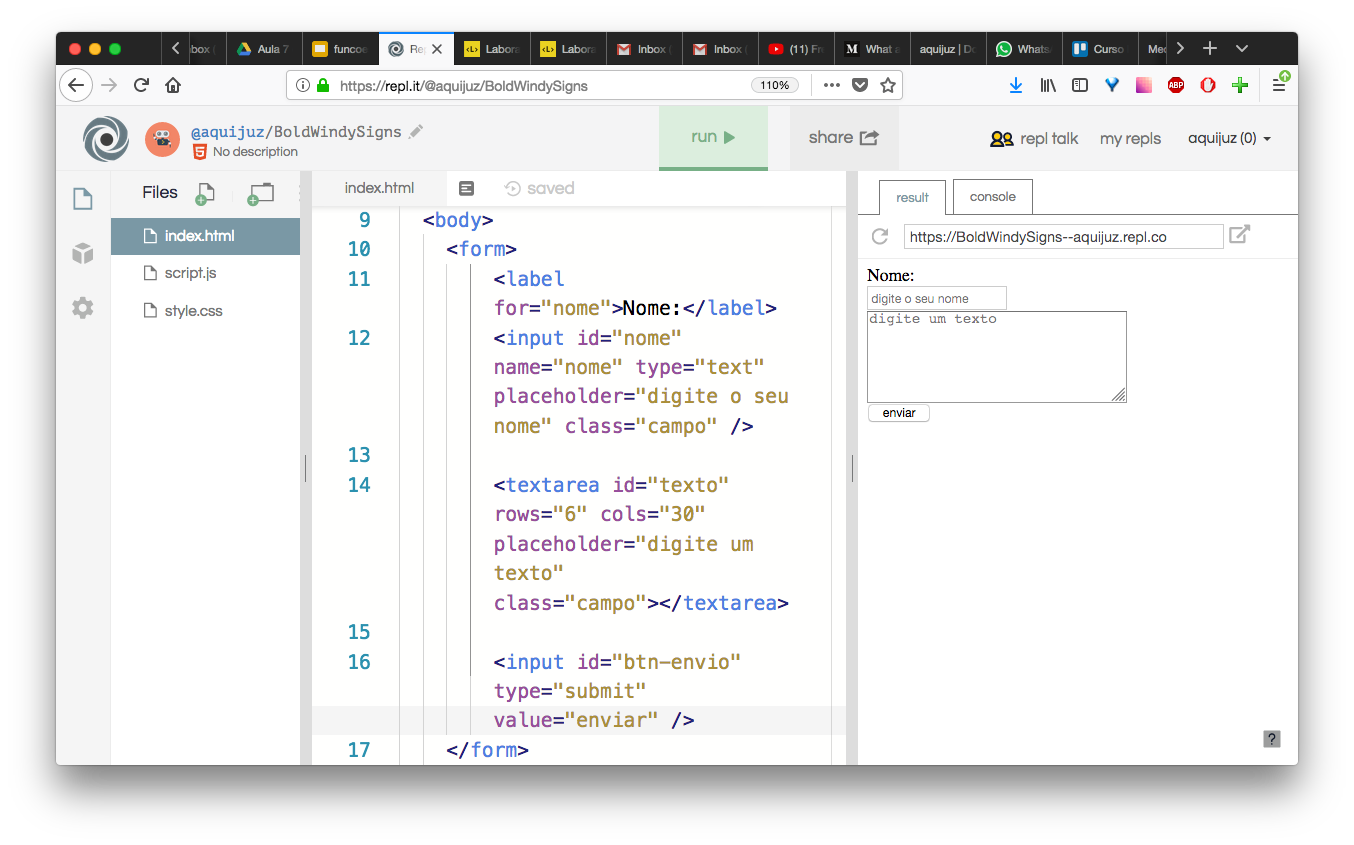 nbox (
Aula 7
funcoe
Re
Labora
Labora
Inbox (
Inbox (
(11) Fr
What a
aquijuz | Do
Whats
Curso
Mec
https://repl.it/@aquijuz/BoldWindySigns
110%
ABP
@aquijuz/BoldWindySigns
No description
run
share
repl talk
my repls
aquijuz (0)
Files
index.html
script.js
style.css
index.html
saved
9 <body>
10 <form>
11 <label
for="nome">Nome:</label>
12 <input id="nome"
name="nome" type="text"
placeholder="digite o seu
nome" class="campo" />
13
14 <textarea id="texto"
rows="6" cols="30"
placeholder="digite um
texto"
class="campo"></textarea>
15
16 <input id="btn-envio"
type="submit"
value="enviar" />
17 </form>
result
console
https://BoldWindySigns--aquijuz.repl.co
Nome:
digite o seu nome
digite um texto
enviar
?